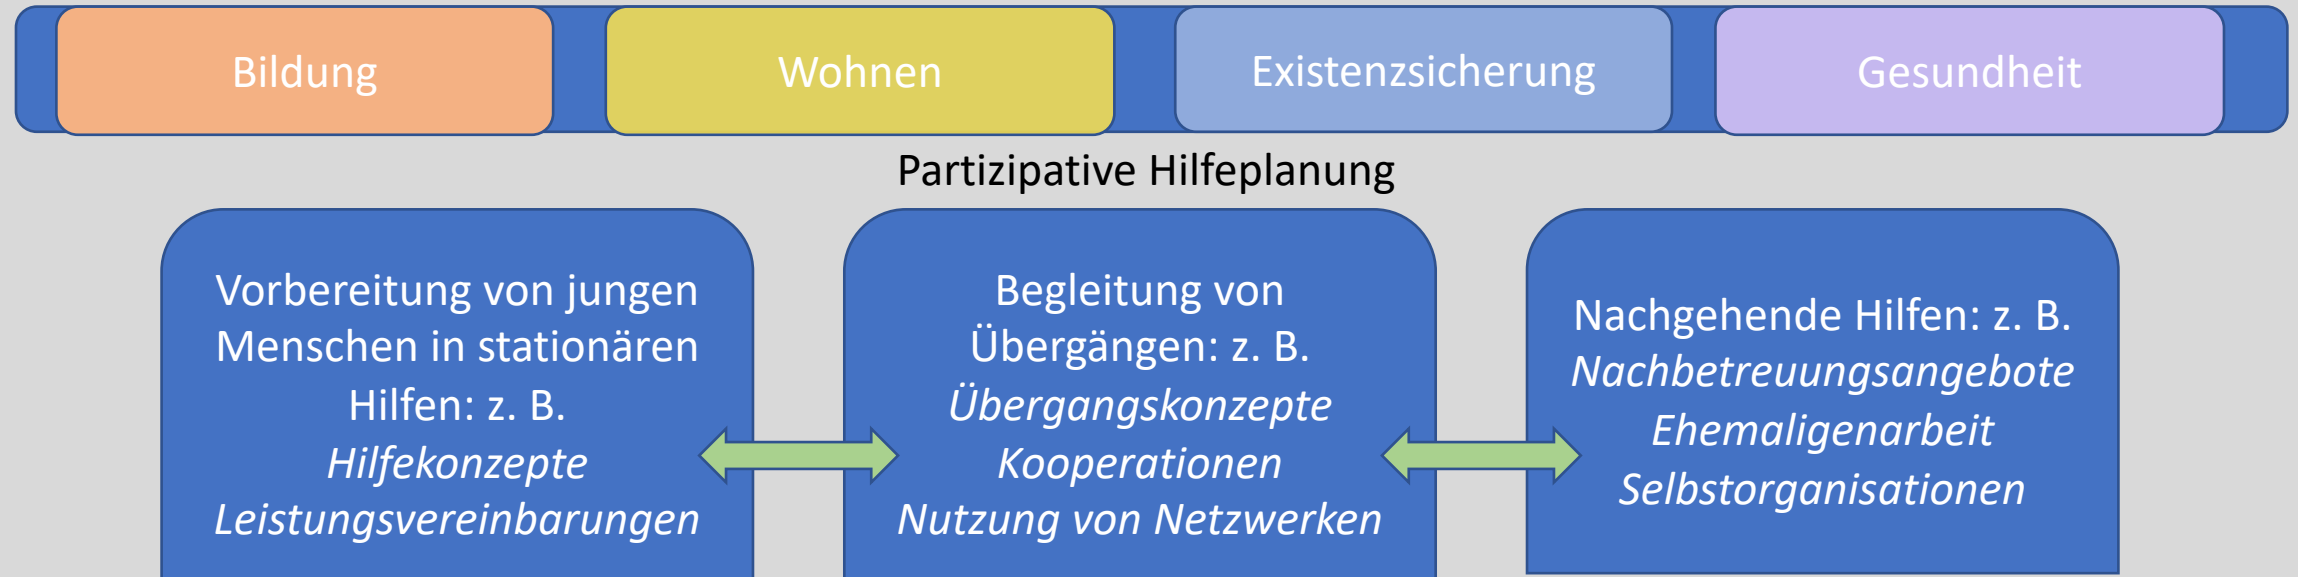 Bildung
Wohnen
Existenzsicherung
Gesundheit
Partizipative Hilfeplanung
Vorbereitung von jungen
Menschen in stationären
Hilfen: z. B.
Hilfekonzepte
Leistungsvereinbarungen
Begleitung von
Übergängen: z. B.
Übergangskonzepte
Kooperationen
Nutzung von Netzwerken
Nachgehende Hilfen: z. B.
Nachbetreuungsangebote
Ehemaligenarbeit
Selbstorganisationen